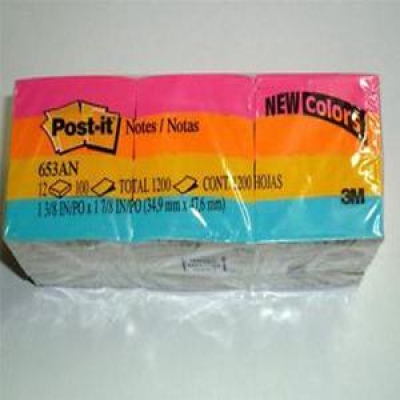 Post-it Notes / Notas
NEW Colors
653AN
12 100 TOTAL 1200 CONT. 1200 HOJAS
3M
1 3/8 IN/PO x 1 7/8 IN/PO (34,9 mm x 47,6 mm)